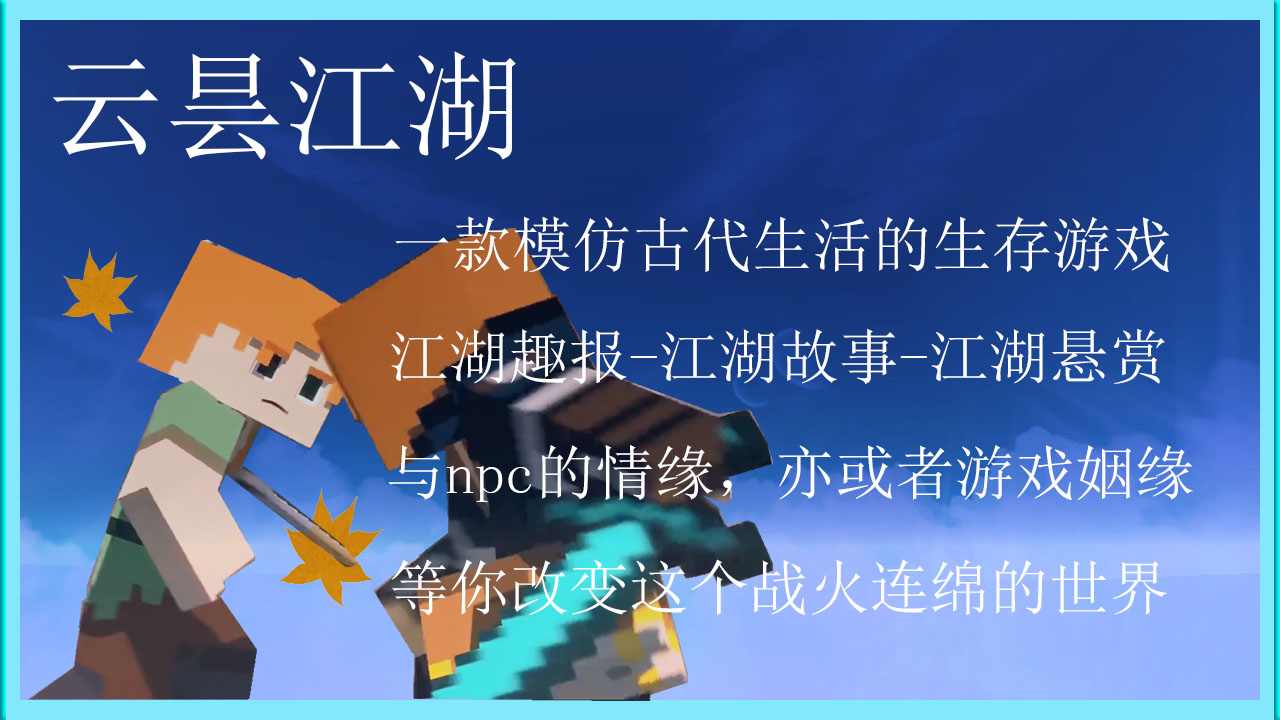 云昙江湖
一款模仿古代生活的生存游戏
江湖趣报-江湖故事-江湖悬赏
与npc的情缘，亦或者游戏姻缘
等你改变这个战火连绵的世界